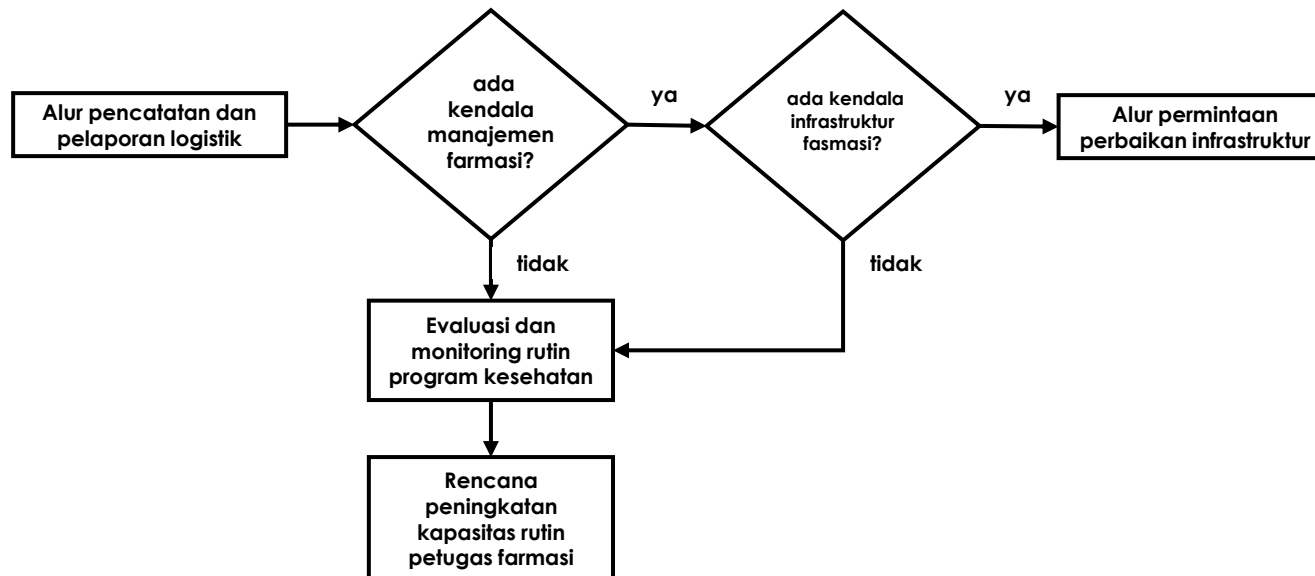 Alur pencatatan dan
pelaporan logistik
ada
kendala
manajemen
farmasi?
ya
ada kendala
infrastruktur
fasmasi?
ya
Alur permintaan
perbaikan infrastruktur
tidak
tidak
Evaluasi dan
monitoring rutin
program kesehatan
Rencana
peningkatan
kapasitas rutin
petugas farmasi